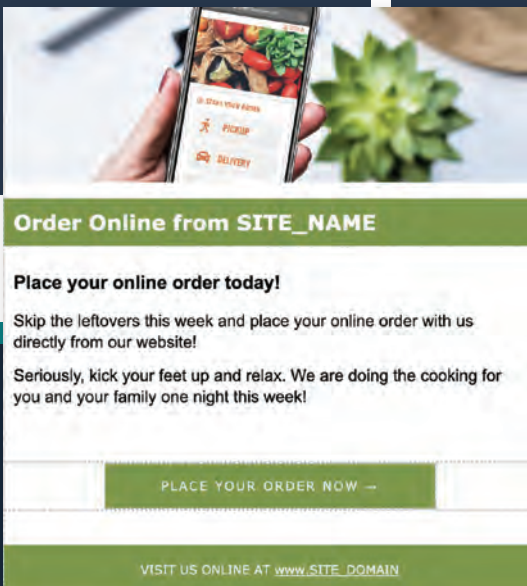 START YOUR ORDER
PICKUP
DELIVERY
Order Online from SITE_NAME
Place your online order today!
Skip the leftovers this week and place your online order with us
directly from our website!
Seriously, kick your feet up and relax. We are doing the cooking for
you and your family one night this week!
PLACE YOUR ORDER NOW →
VISIT US ONLINE AT www.SITE_DOMAIN